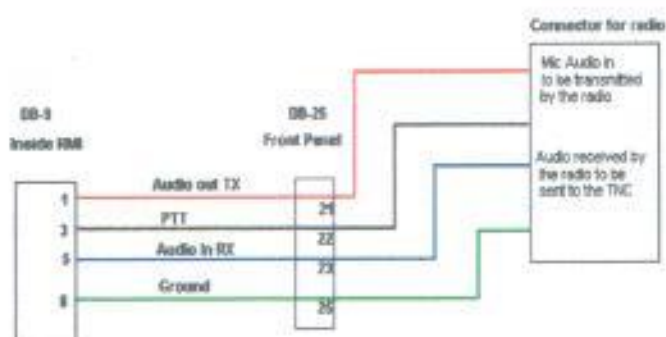 Connector for radio
Mic Audio in
to be transmitted
by the radio
DB-9
DB-25
Inside RMI
Front Panel
Audio received by
the radio to be
sent to the TNC
Audio out TX
1
21
PTT
3
22
Audio In RX
5
23
Ground
25